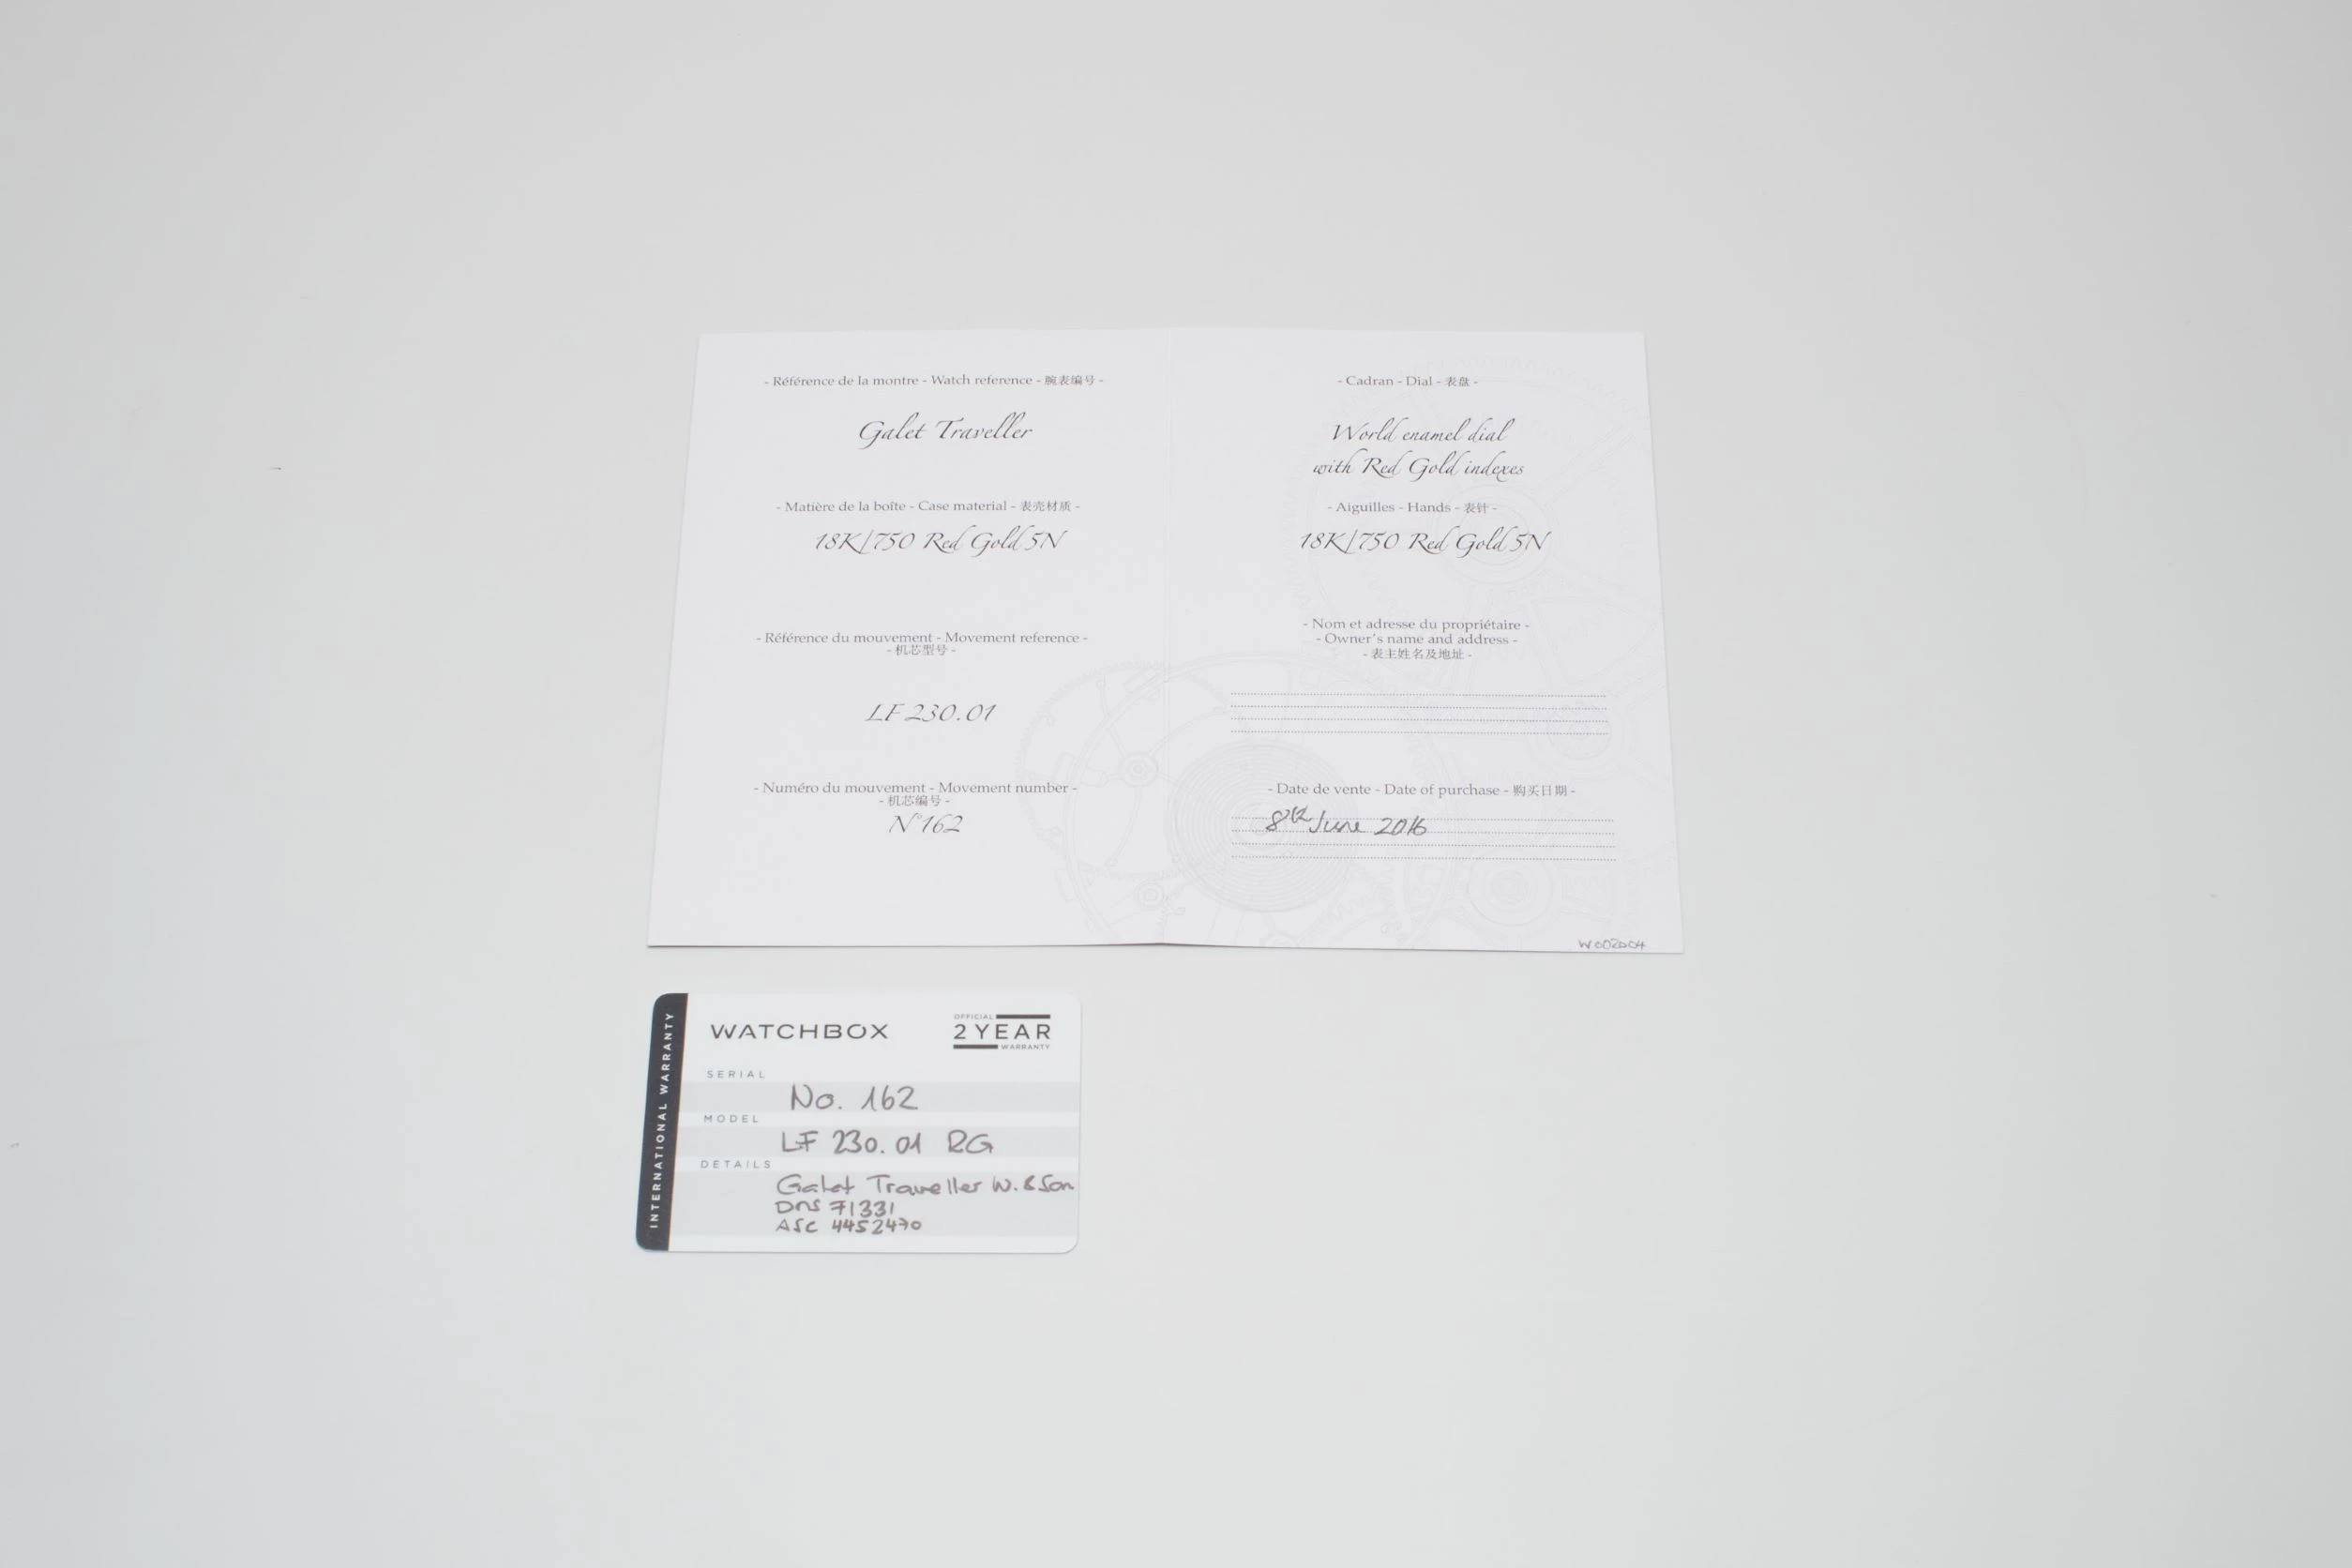 - Référence de la montre - Watch reference - 腕表编号 -
Galet Traveller
- Matière de la boîte - Case material - 表壳材质 -
18K/750 Red Gold 5N
- Référence du mouvement - Movement reference -
- 机芯型号 -
LF 230.01
- Numéro du mouvement - Movement number -
- 机芯编号 -
N°162
- Cadran - Dial - 表盘 -
World enamel dial
with Red Gold indexes
- Aiguilles - Hands - 表针 -
18K/750 Red Gold 5N
- Nom et adresse du propriétaire -
- Owner's name and address -
- 表主姓名及地址 -
- Date de vente - Date of purchase - 购买日期 -
8th June 2016
W002004
INTERNATIONAL WARRANTY
WATCHBOX
OFFICIAL
2 YEAR
WARRANTY
SERIAL
No. 162
MODEL
LF 230.01 RG
DETAILS
Galet Traveller W. & Son
DNS 71331
ASC 4452470